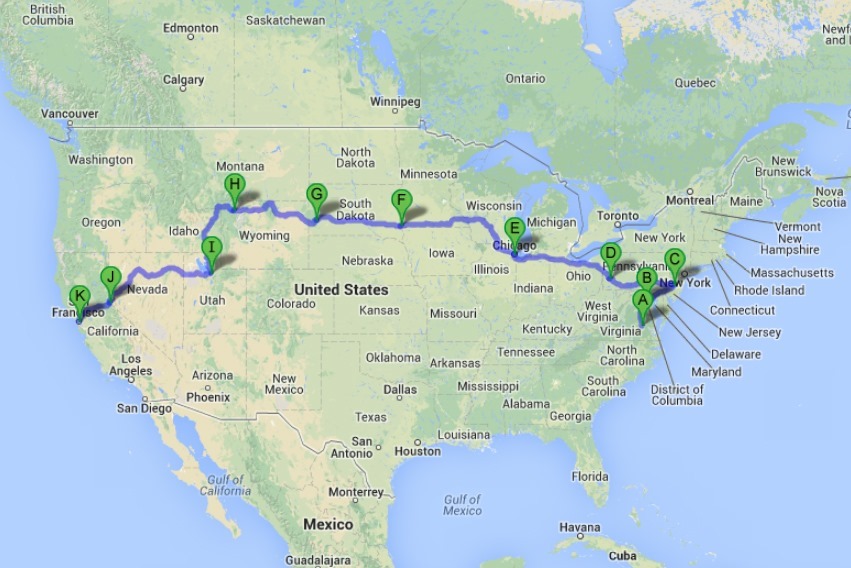 British
Columbia
Saskatchewan
Edmonton
Newf
and
Calgary
Ontario
Quebec
Winnipeg
Vancouver
Washington
North
Dakota
Montana
Minnesota
New
Brunswick
Montreal
Maine
Nova
Scotia
H
G
F
South
Dakota
Wisconsin
Toronto
Vermont
New
Hampshire
Oregon
Idaho
Wyoming
E
Michigan
New York
Chicago
I
Iowa
D
Pennsylvani
C
Massachusetts
Nebraska
Illinois
Ohio
B
New York
Rhode Island
J
Nevada
Utah
United States
Indiana
A
Connecticut
K
Francisco
Colorado
Kansas
Missouri
West
Virginia
Virginia
New Jersey
California
Kentucky
Delaware
Maryland
Los
Angeles
Arizona
Phoenix
New
Mexico
Oklahoma
Arkansas
Tennessee
North
Carolina
South
Carolina
District of
Columbia
San Diego
Dallas
Mississippi
Alabama
Georgia
Texas
San
Antonio
Houston
Louisiana
Gulf of
California
Monterrey
Gulf of
Mexico
Florida
Mexico
Havana
Cuba
Guadalajara